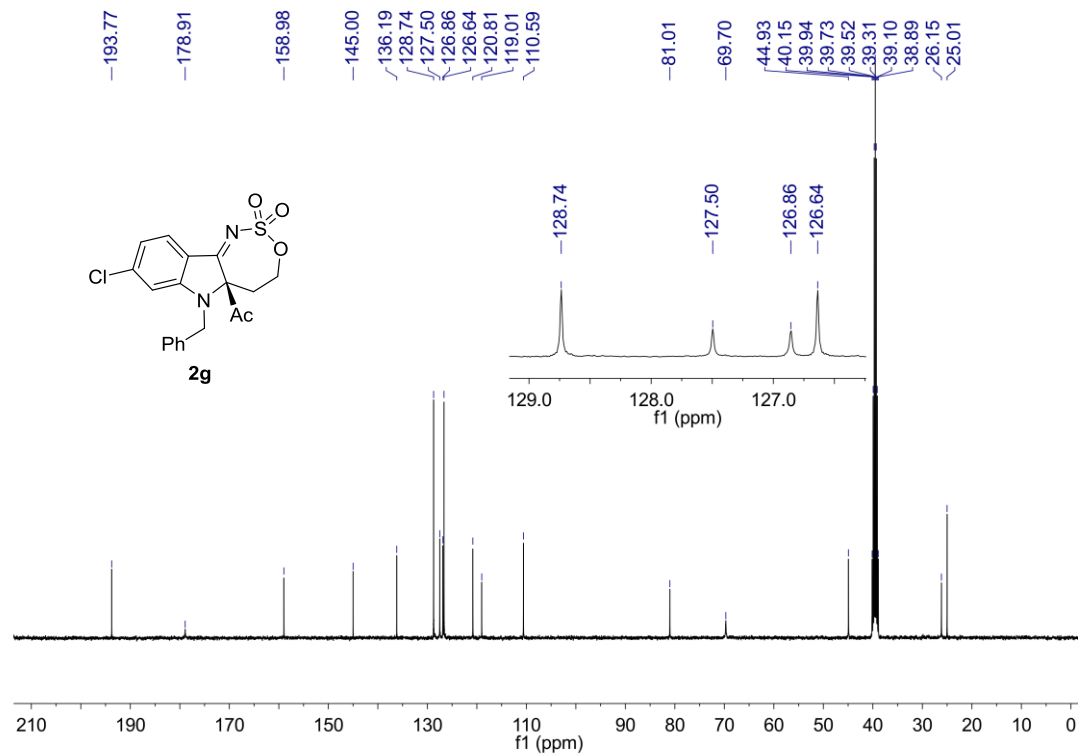 193.77
178.91
158.98
145.00
136.19
128.74
127.50
126.86
126.64
120.81
119.01
110.59
81.01
69.70
44.93
40.15
39.94
39.73
39.52
39.31
39.10
38.89
26.15
25.01
128.74
127.50
126.86
126.64
O O
N S
O
Cl
N Ac
Ph
2g
129.0 128.0 127.0
f1 (ppm)
210 190 170 150 130 110 90 80 70 60 50 40 30 20 10 0
f1 (ppm)